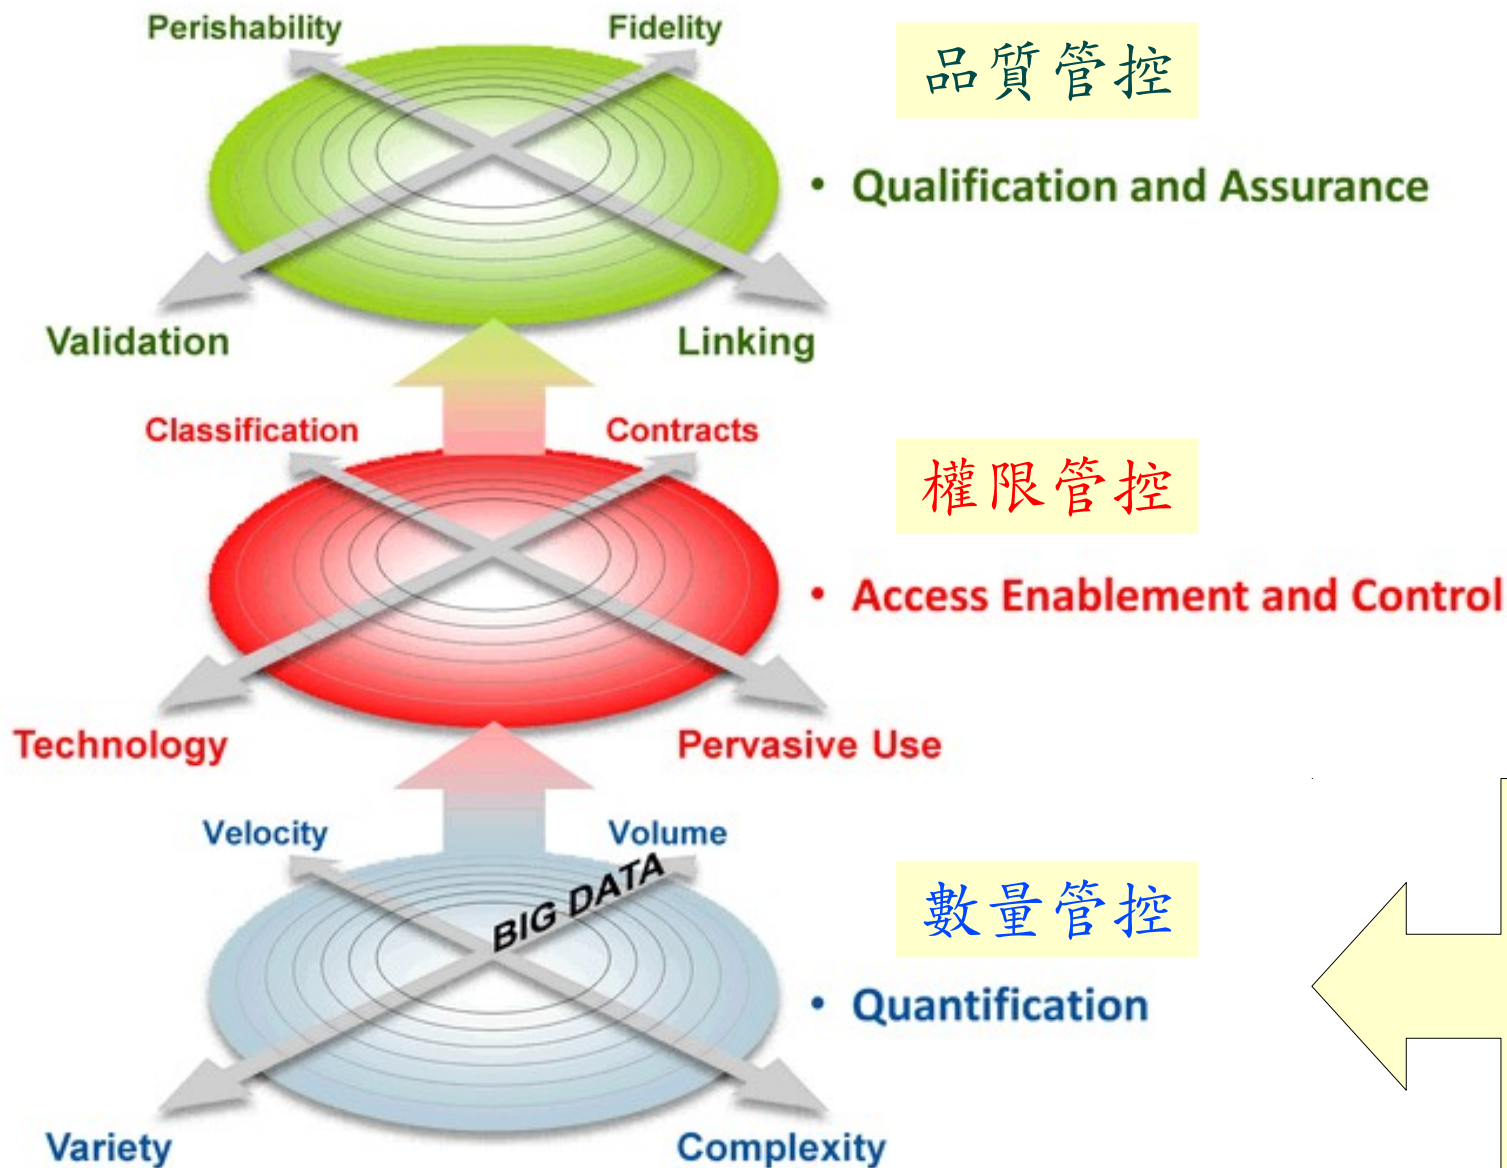 Perishability
Fidelity
品質管控
• Qualification and Assurance
Validation
Linking
Classification
Contracts
權限管控
• Access Enablement and Control
Technology
Pervasive Use
Velocity
Volume
BIG DATA
數量管控
• Quantification
Variety
Complexity